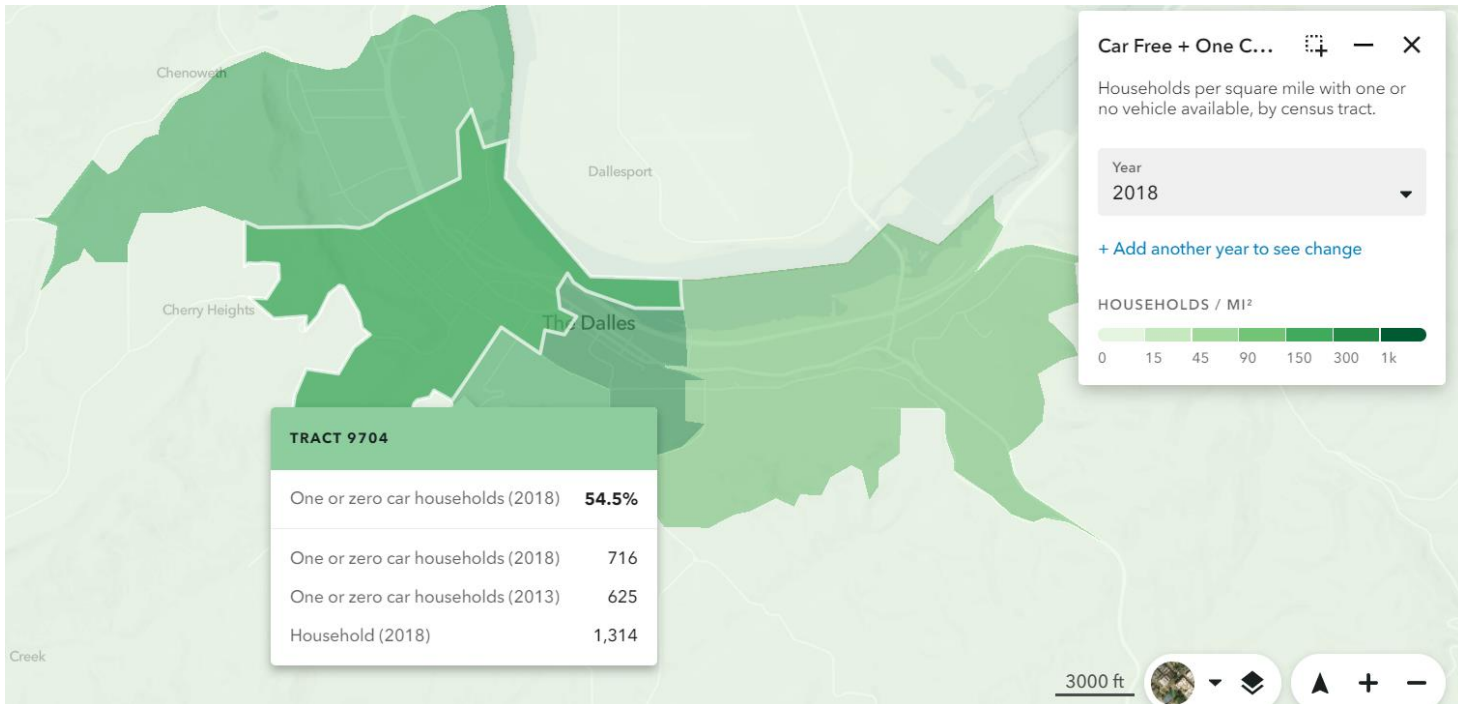 Chenoweth
Dallesport
Cherry Heights
The Dalles
Creek
TRACT 9704
One or zero car households (2018) 54.5%
One or zero car households (2018) 716
One or zero car households (2013) 625
Household (2018) 1,314
Car Free + One C...
Households per square mile with one or
no vehicle available, by census tract.
Year
2018
+ Add another year to see change
HOUSEHOLDS / MI²
0 15 45 90 150 300 1k
3000 ft